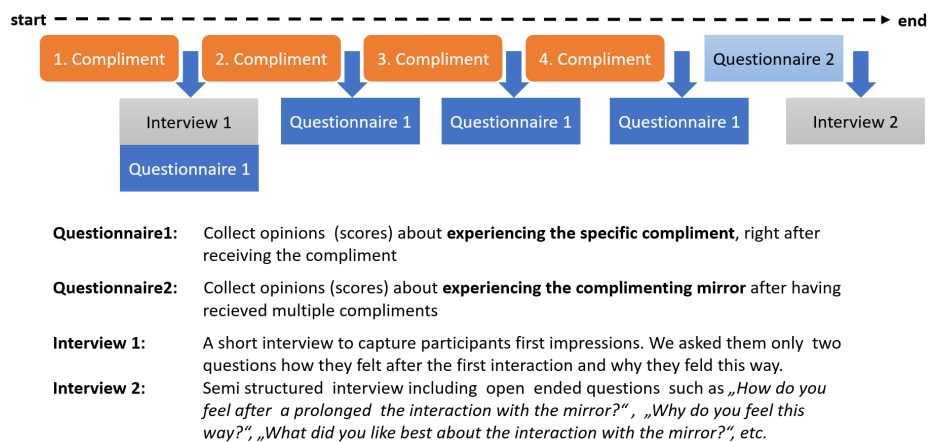 start end
1. Compliment 2. Compliment 3. Compliment 4. Compliment Questionnaire 2
Interview 1 Questionnaire 1 Questionnaire 1 Questionnaire 1 Interview 2
Questionnaire 1
Questionnaire1: Collect opinions (scores) about experiencing the specific compliment, right after
receiving the compliment
Questionnaire2: Collect opinions (scores) about experiencing the complimenting mirror after having
recieved multiple compliments
Interview 1: A short interview to capture participants first impressions. We asked them only two
questions how they felt after the first interaction and why they feld this way.
Interview 2: Semi structured interview including open ended questions such as „How do you
feel after a prolonged the interaction with the mirror?“ , „Why do you feel this
way?“, „What did you like best about the interaction with the mirror?“, etc.